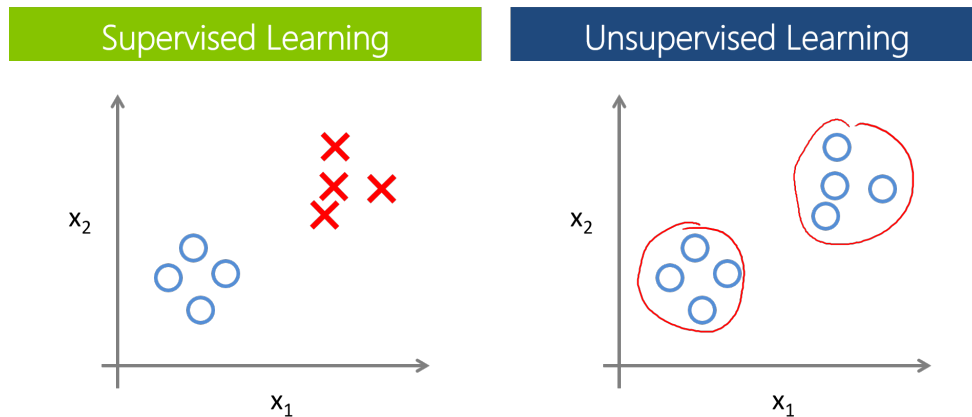 Supervised Learning
x2
x1
Unsupervised Learning
x2
x1